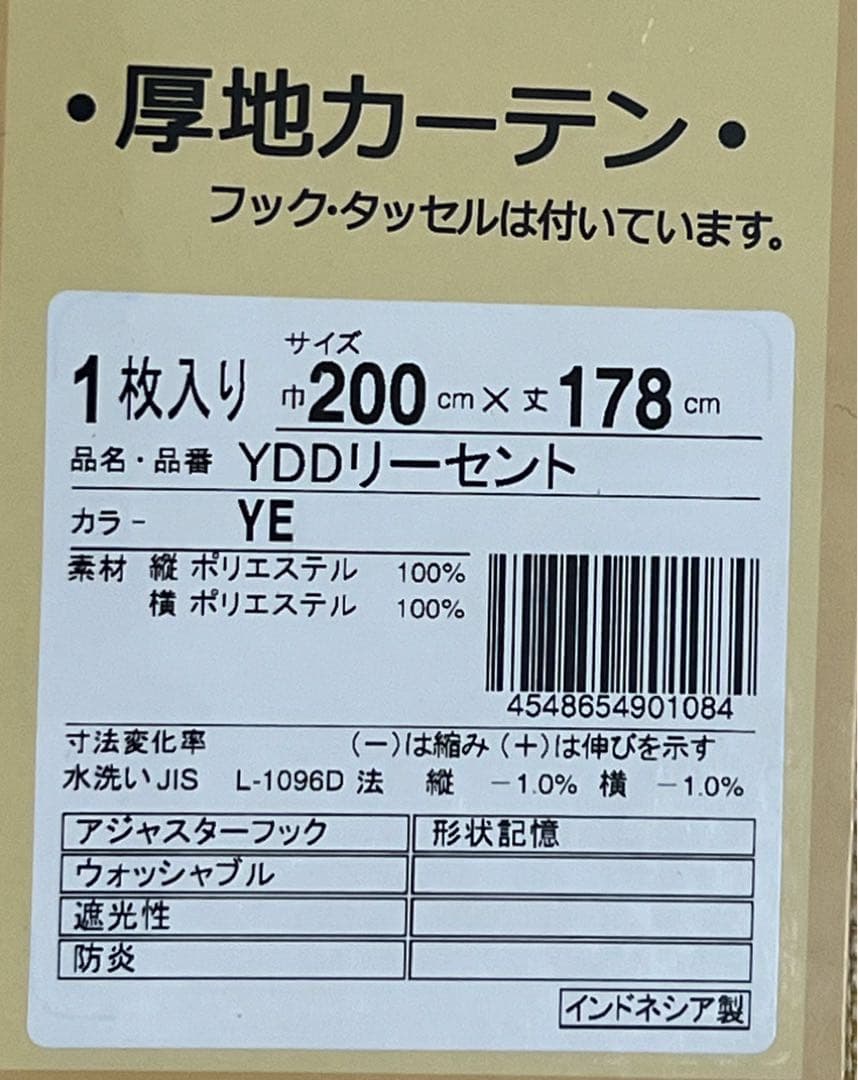 ・厚地カーテン・
フック・タッセルは付いています。
サイズ
1枚入り 巾200cm×丈178cm
品名・品番 YDDリーセント
カラー YE
素材 縦 ポリエステル 100%
横 ポリエステル 100%
4548654901084
寸法変化率 (－)は縮み(＋)は伸びを示す
水洗いJIS L-1096D 法 縦 －1.0% 横 －1.0%
アジャスターフック 形状記憶
ウォッシャブル
遮光性
防炎
インドネシア製